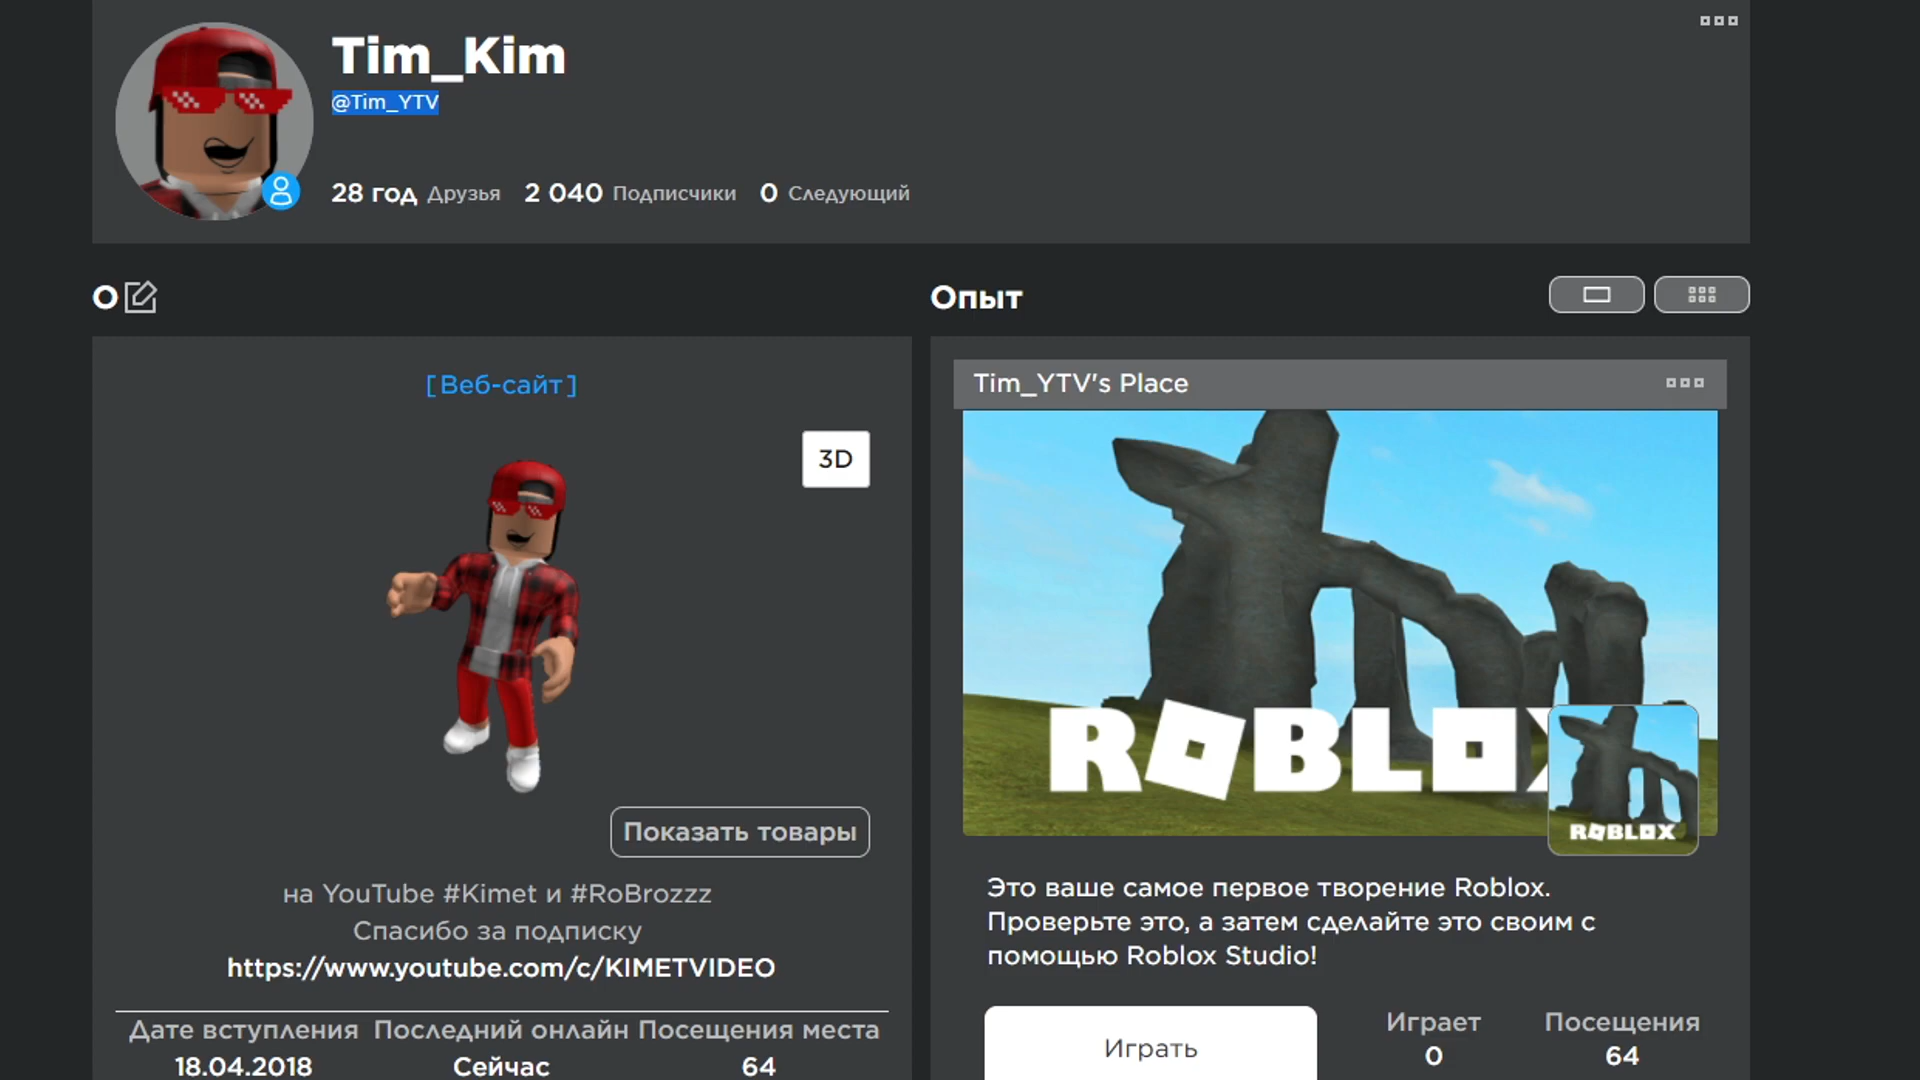 Tim_Kim
@Tim_YTV
28 год Друзья 2 040 Подписчики 0 Следующий
О
[Веб-сайт]
3D
Показать товары
на YouTube #Kimet и #RoBrozzz
Спасибо за подписку
https://www.youtube.com/c/KIMETVIDEO
Дате вступления Последний онлайн Посещения места
18.04.2018 Сейчас 64
Опыт
Tim_YTV's Place
ROBLOX
ROBLOX
Это ваше самое первое творение Roblox.
Проверьте это, а затем сделайте это своим с
помощью Roblox Studio!
Играть
Играет Посещения
0 64